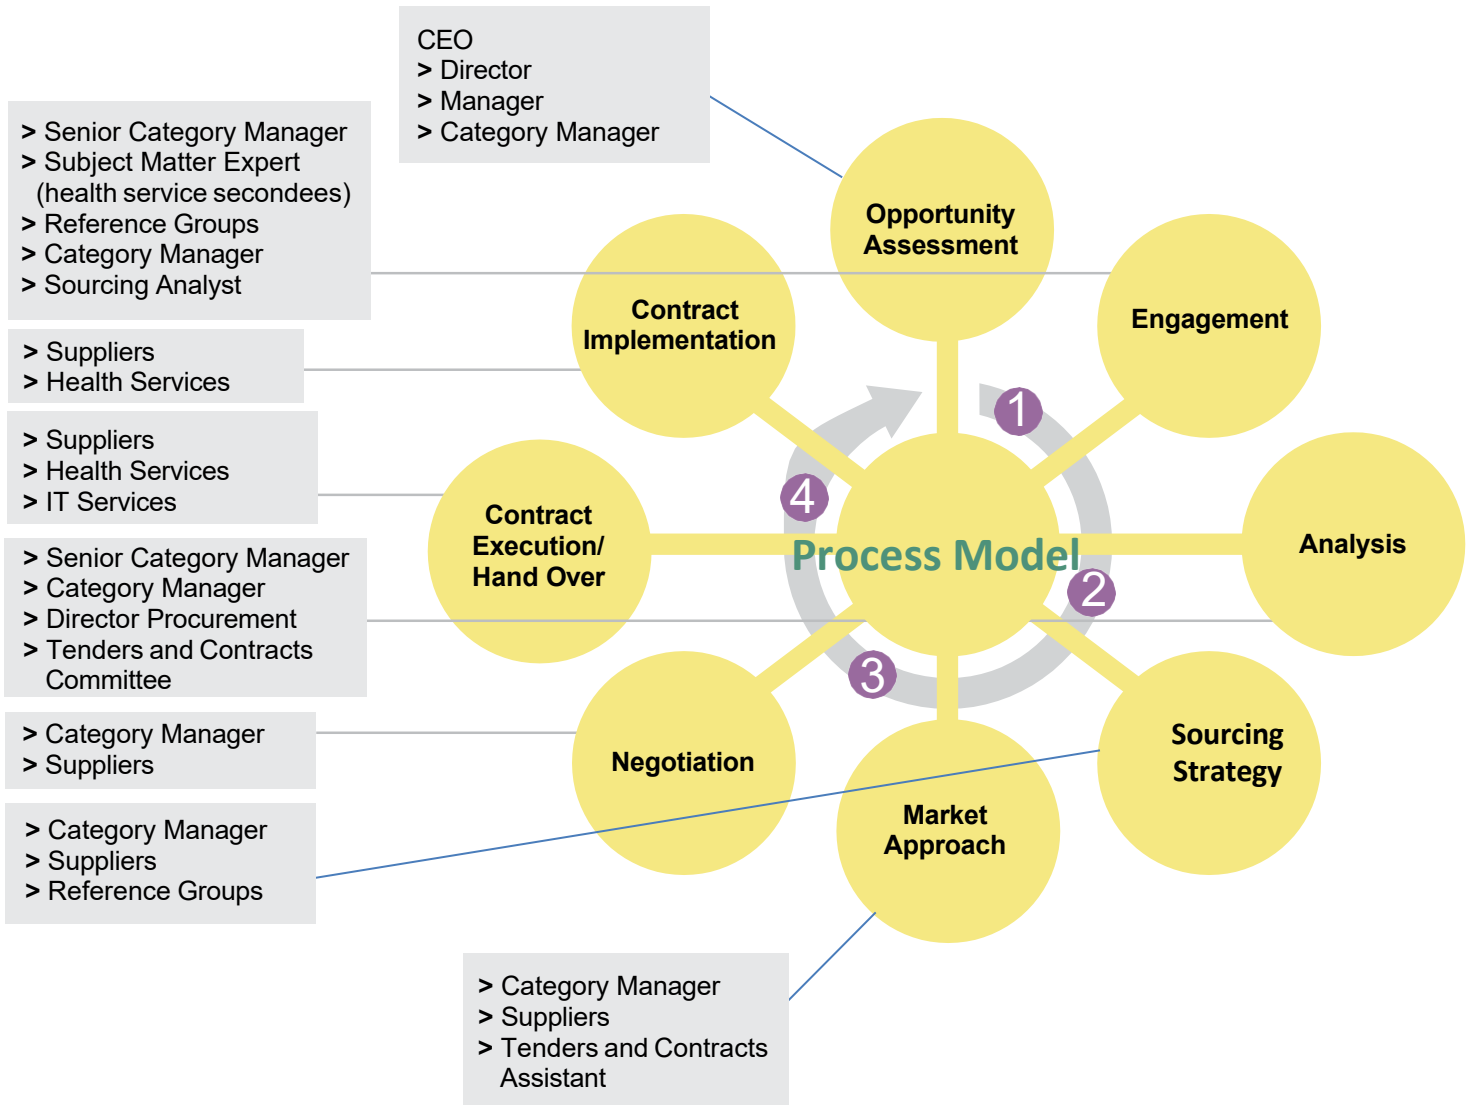 CEO
> Director
> Manager
> Category Manager
> Senior Category Manager
> Subject Matter Expert
(health service secondees)
> Reference Groups
> Category Manager
> Sourcing Analyst
> Suppliers
> Health Services
> Suppliers
> Health Services
> IT Services
> Senior Category Manager
> Category Manager
> Director Procurement
> Tenders and Contracts
Committee
> Category Manager
> Suppliers
> Category Manager
> Suppliers
> Reference Groups
> Category Manager
> Suppliers
> Tenders and Contracts
Assistant
Opportunity
Assessment
Engagement
Analysis
Sourcing
Strategy
Market
Approach
Negotiation
Contract
Execution/
Hand Over
Contract
Implementation
Process Model
1
2
3
4